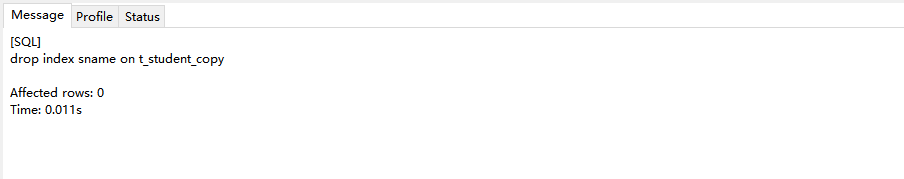 Message Profile Status
[SQL]
drop index sname on t_student_copy
Affected rows: 0
Time: 0.011s